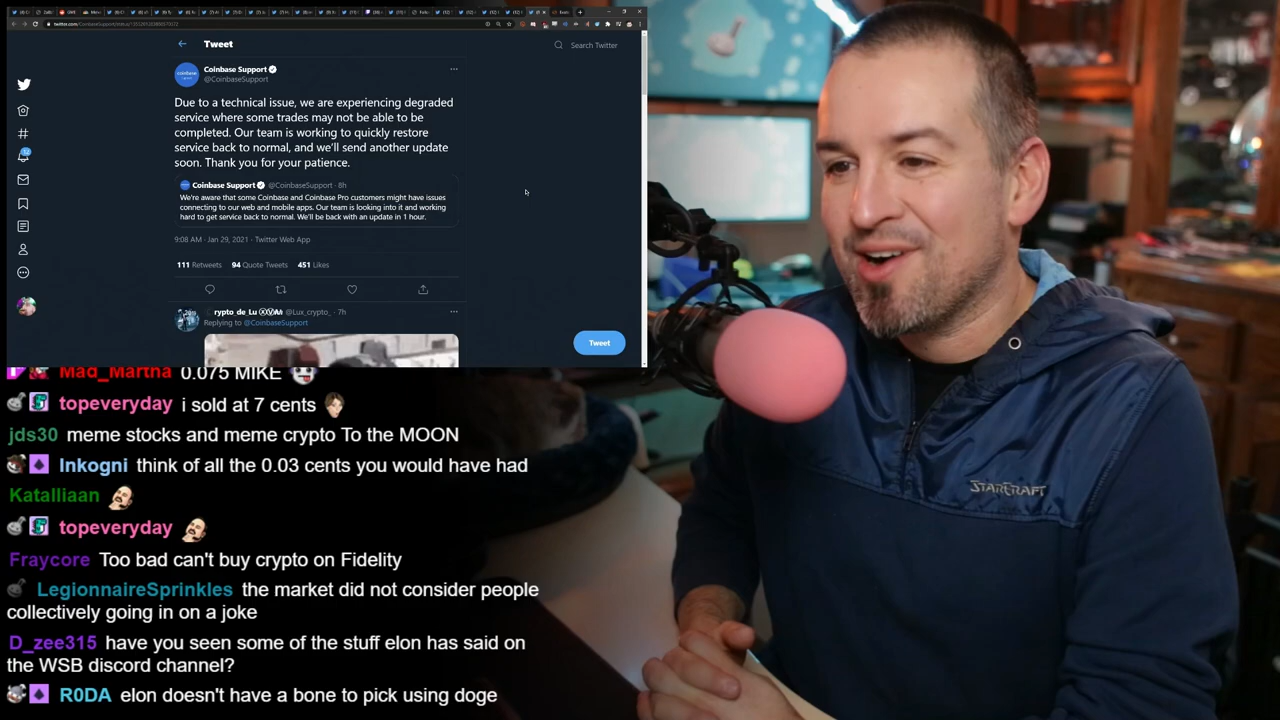 twitter.com/CoinbaseSupport/status/
Tweet
Search Twitter
Coinbase Support
@CoinbaseSupport
Due to a technical issue, we are experiencing degraded
service where some trades may not be able to be
completed. Our team is working to quickly restore
service back to normal, and we'll send another update
soon. Thank you for your patience.
Coinbase Support @CoinbaseSupport · 8h
We're aware that some Coinbase and Coinbase Pro customers might have issues
connecting to our web and mobile apps. Our team is looking into it and working
hard to get service back to normal. We'll be back with an update in 1 hour.
9:08 AM · Jan 29, 2021 · Twitter Web App
111 Retweets 94 Quote Tweets 451 Likes
@Lux_crypto_ · 7h
Replying to @CoinbaseSupport
Tweet
Mad_Martha 0.075 MIKE
topeveryday i sold at 7 cents
jds30 meme stocks and meme crypto To the MOON
Inkogni think of all the 0.03 cents you would have had
Katalliaan
topeveryday
Fraycore Too bad can't buy crypto on Fidelity
LegionnaireSprinkles the market did not consider people
collectively going in on a joke
D_zee315 have you seen some of the stuff elon has said on
the WSB discord channel?
R0DA elon doesn't have a bone to pick using doge
STARCRAFT